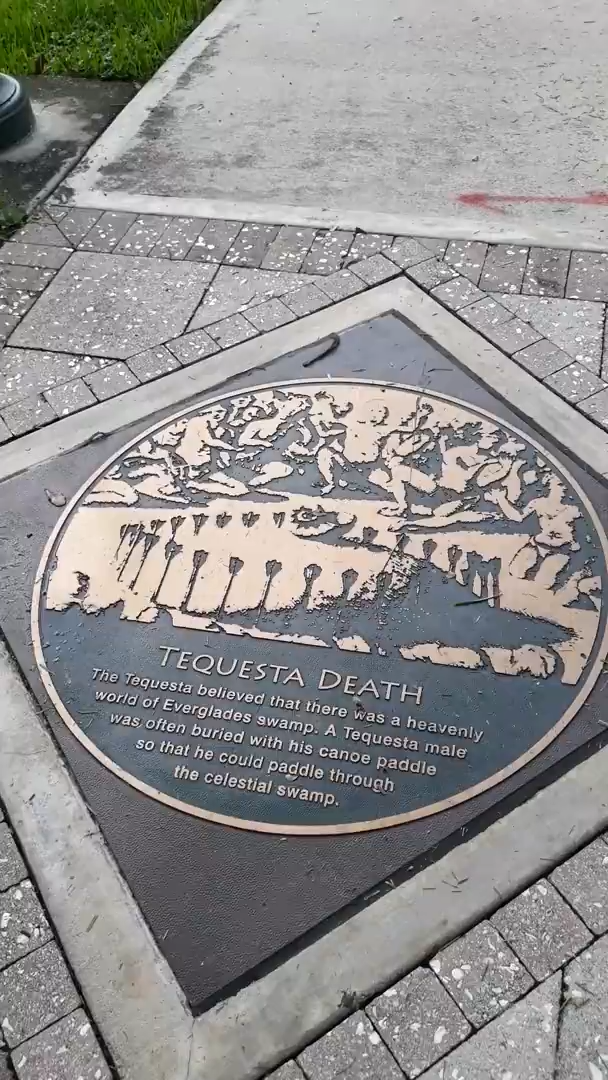 TEQUESTA DEATH
The Tequesta believed that there was a heavenly
world of Everglades swamp. A Tequesta male
was often buried with his canoe paddle
so that he could paddle through
the celestial swamp.